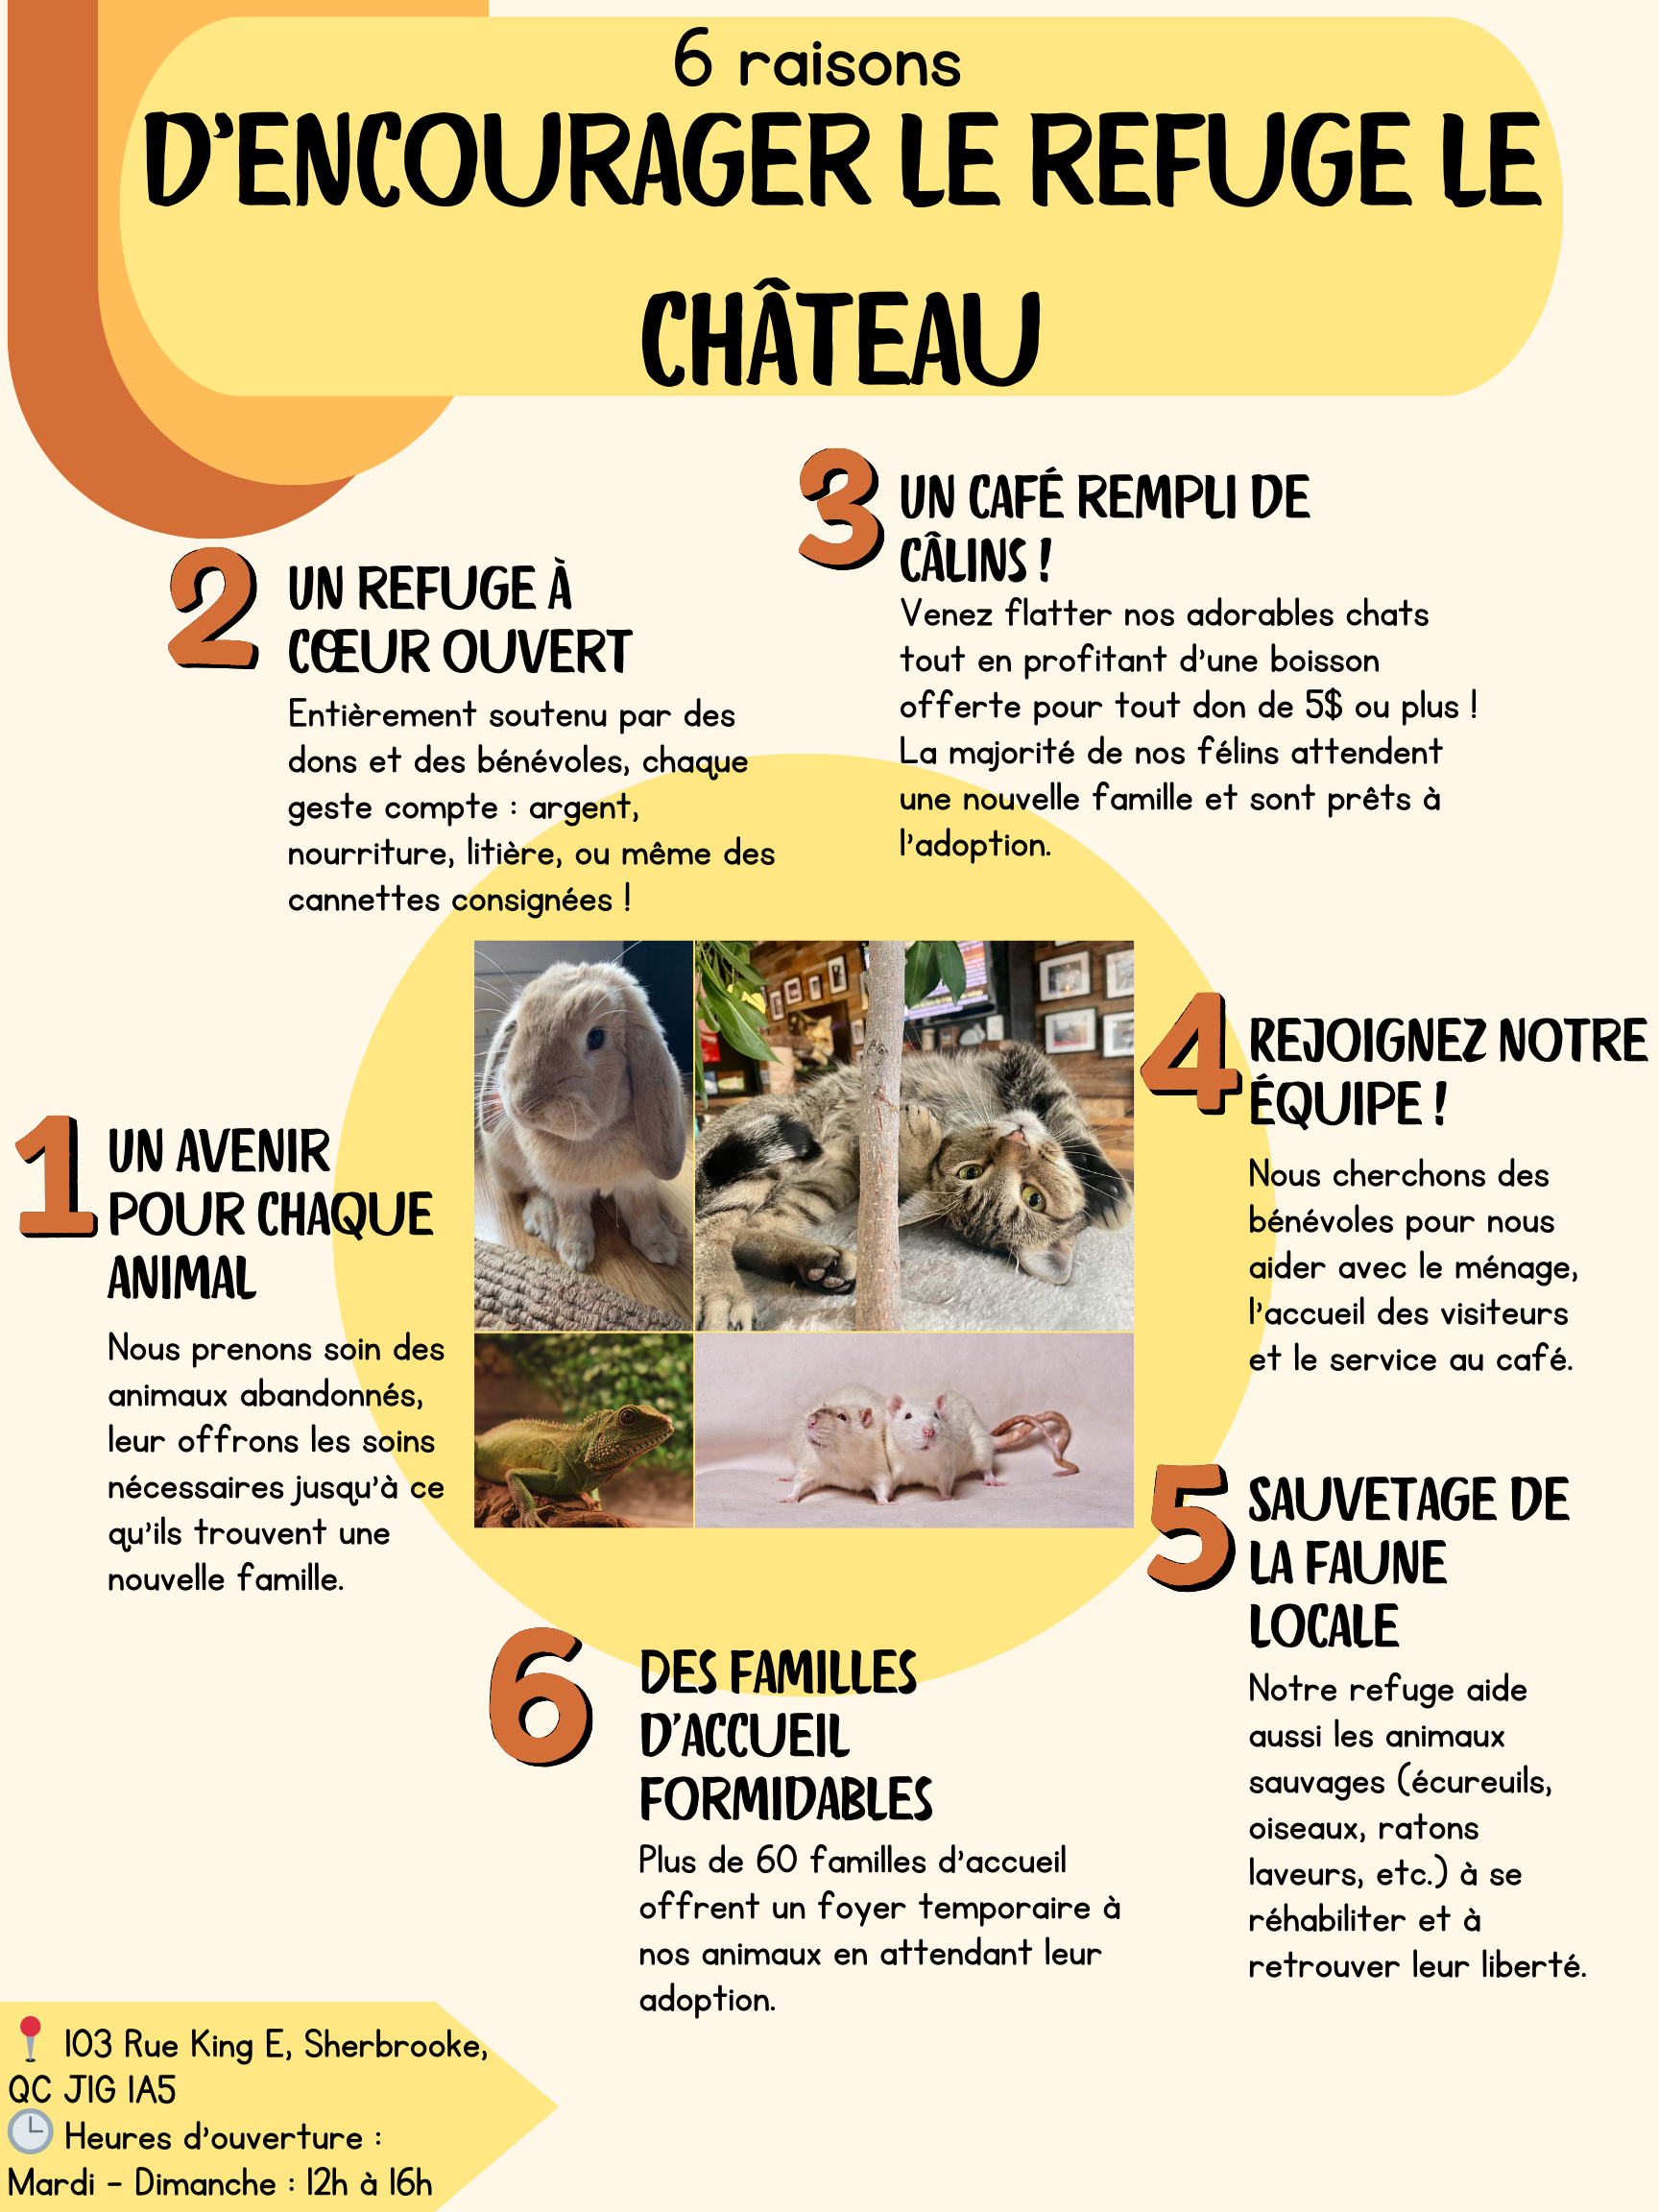 6 raisons
D'ENCOURAGER LE REFUGE LE
CHÂTEAU
1
UN AVENIR
POUR CHAQUE
ANIMAL
Nous prenons soin des
animaux abandonnés,
leur offrons les soins
nécessaires jusqu'à ce
qu'ils trouvent une
nouvelle famille.
2
UN REFUGE À
CŒUR OUVERT
Entièrement soutenu par des
dons et des bénévoles, chaque
geste compte : argent,
nourriture, litière, ou même des
cannettes consignées !
3
UN CAFÉ REMPLI DE
CÂLINS !
Venez flatter nos adorables chats
tout en profitant d'une boisson
offerte pour tout don de 5$ ou plus !
La majorité de nos félins attendent
une nouvelle famille et sont prêts à
l'adoption.
4
REJOIGNEZ NOTRE
ÉQUIPE !
Nous cherchons des
bénévoles pour nous
aider avec le ménage,
l'accueil des visiteurs
et le service au café.
5
SAUVETAGE DE
LA FAUNE
LOCALE
Notre refuge aide
aussi les animaux
sauvages (écureuils,
oiseaux, ratons
laveurs, etc.) à se
réhabiliter et à
retrouver leur liberté.
6
DES FAMILLES
D'ACCUEIL
FORMIDABLES
Plus de 60 familles d'accueil
offrent un foyer temporaire à
nos animaux en attendant leur
adoption.
📍 103 Rue King E, Sherbrooke,
QC J1G 1A5
🕒 Heures d'ouverture :
Mardi - Dimanche : 12h à 16h